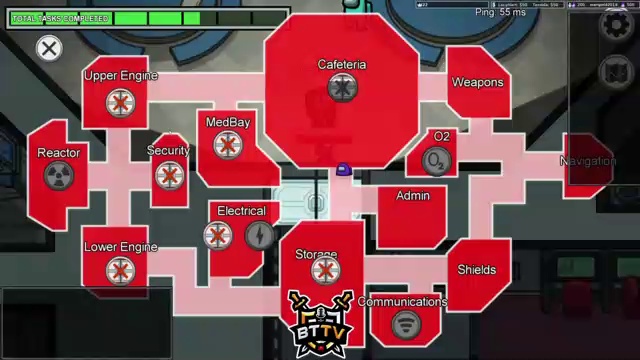 TOTAL TASKS COMPLETED
Ping: 55 ms
Cafeteria
Upper Engine
Weapons
MedBay
O2
O₂
Reactor
Security
Navigation
Admin
Electrical
Lower Engine
Storage
Shields
Communications
BTTV